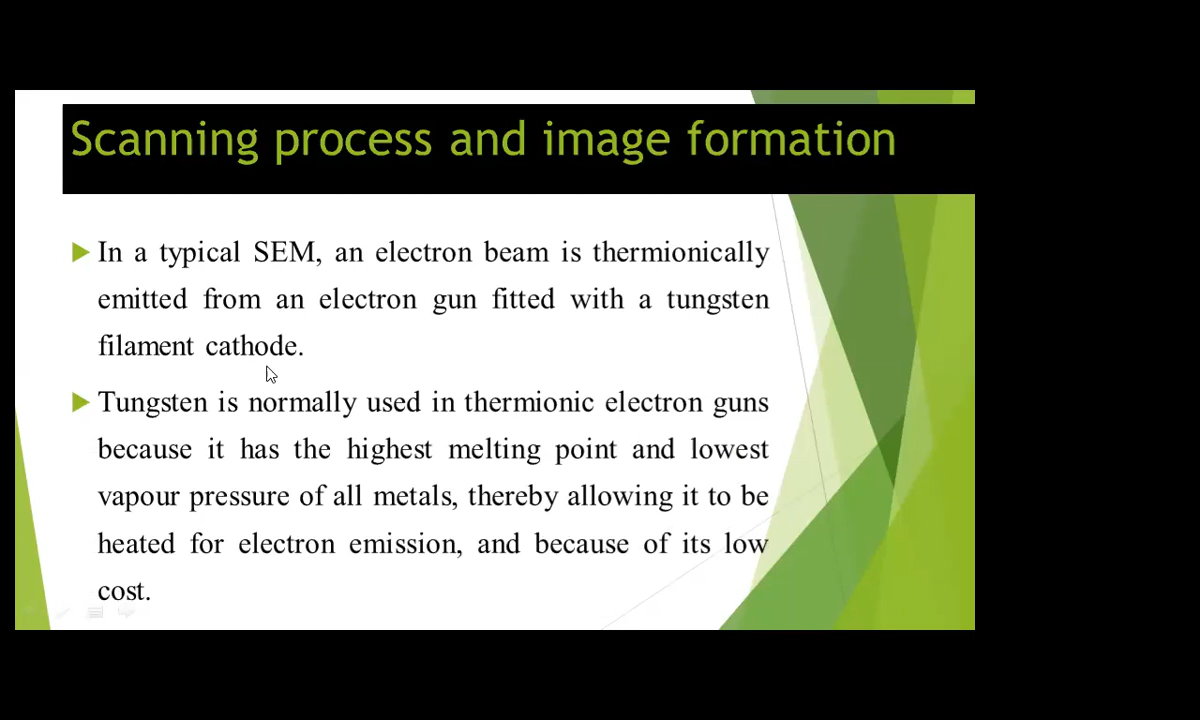 Scanning process and image formation
In a typical SEM, an electron beam is thermionically
emitted from an electron gun fitted with a tungsten
filament cathode.
Tungsten is normally used in thermionic electron guns
because it has the highest melting point and lowest
vapour pressure of all metals, thereby allowing it to be
heated for electron emission, and because of its low
cost.